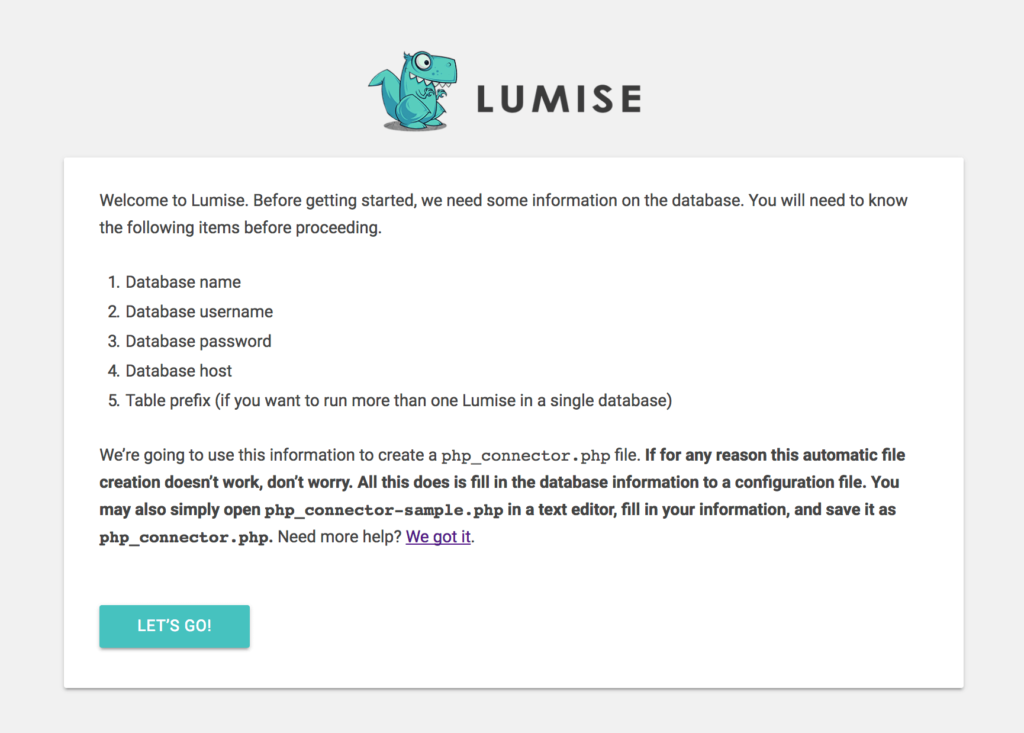 LUMISE
Welcome to Lumise. Before getting started, we need some information on the database. You will need to know
the following items before proceeding.
1. Database name
2. Database username
3. Database password
4. Database host
5. Table prefix (if you want to run more than one Lumise in a single database)
We’re going to use this information to create a php_connector.php file. If for any reason this automatic file
creation doesn’t work, don’t worry. All this does is fill in the database information to a configuration file. You
may also simply open php_connector-sample.php in a text editor, fill in your information, and save it as
php_connector.php. Need more help? We got it.
LET’S GO!